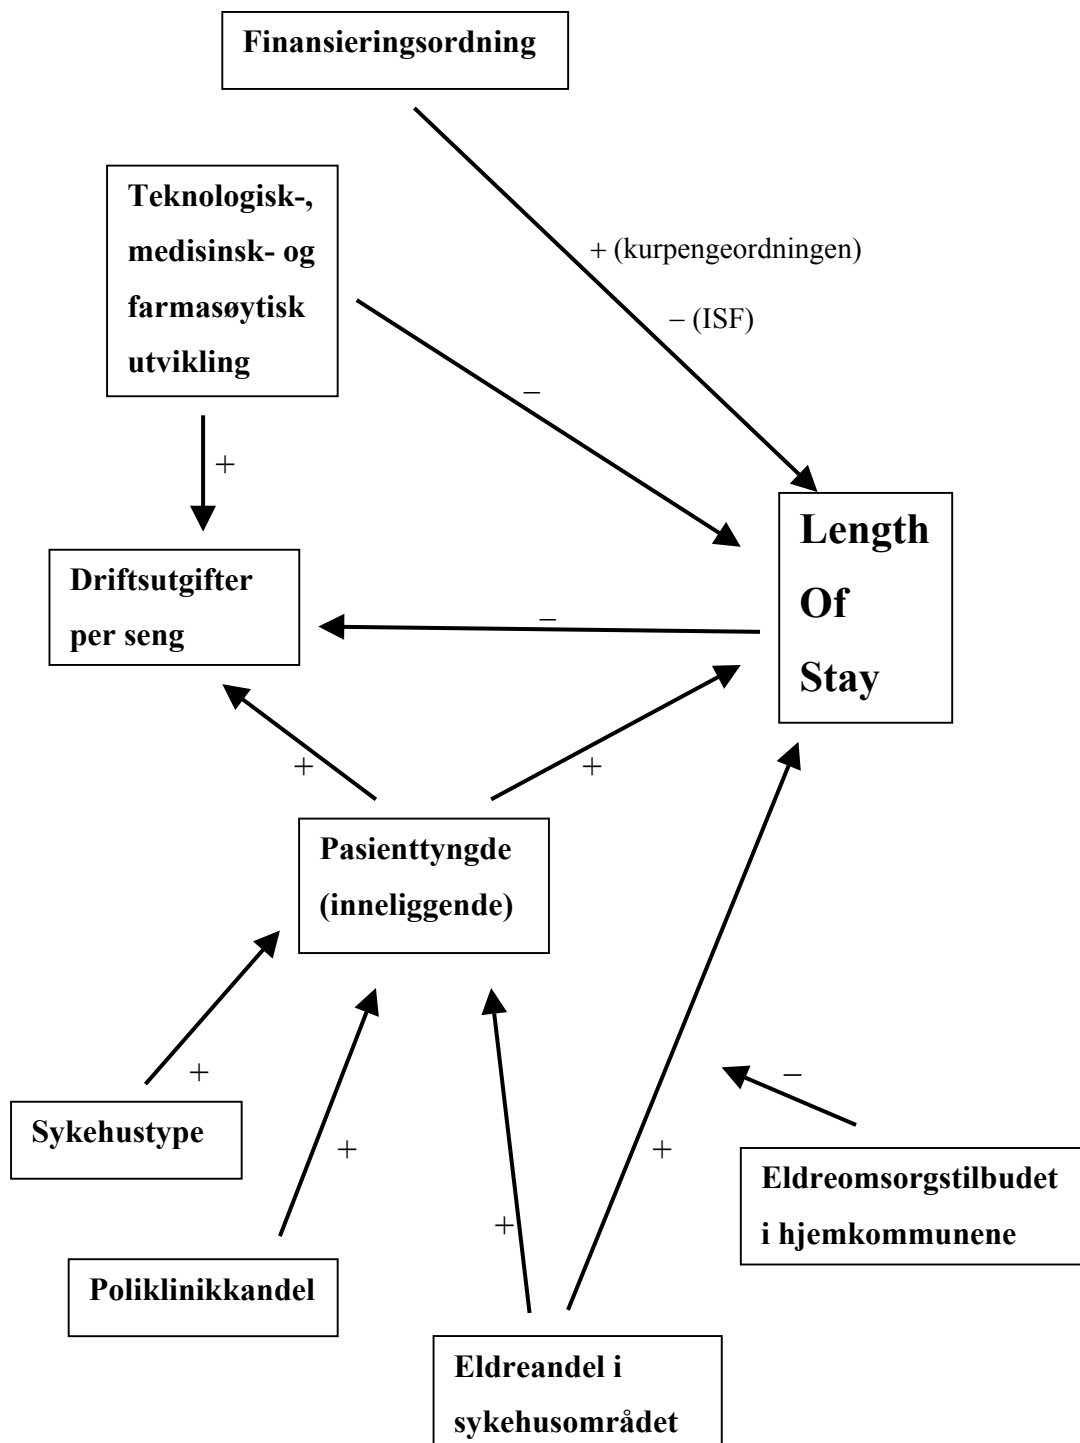 Finansieringsordning
Teknologisk-,
medisinsk- og
farmasøytisk
utvikling
+ (kurpengeordningen)
– (ISF)
–
+
Length
Of
Stay
Driftsutgifter
per seng
–
+
+
Pasienttyngde
(inneliggende)
+
Sykehustype
+
+
–
Eldreomsorgstilbudet
i hjemkommunene
+
Poliklinikkandel
Eldreandel i
sykehusområdet